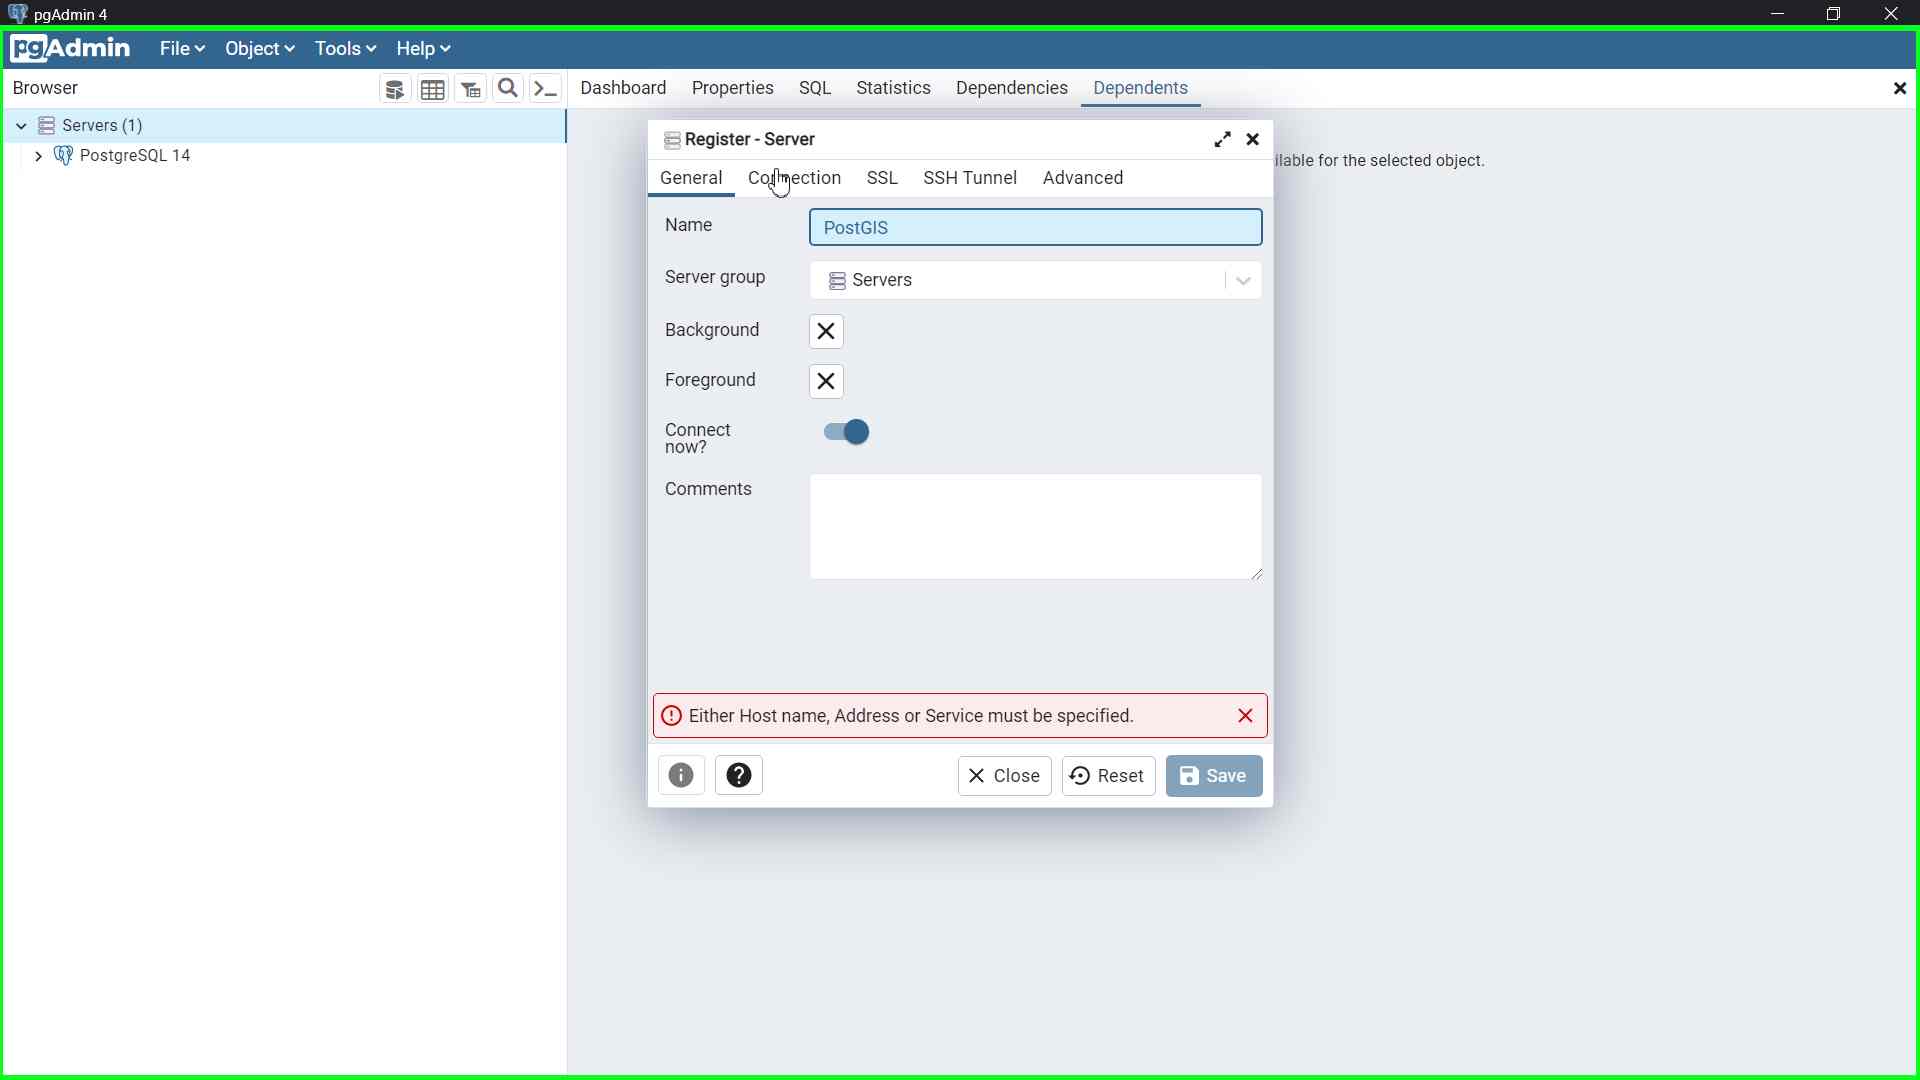 pgAdmin 4
pgAdmin File Object Tools Help
Browser
Dashboard Properties SQL Statistics Dependencies Dependents
Servers (1)
PostgreSQL 14
Register - Server
ilable for the selected object.
General Connection SSL SSH Tunnel Advanced
Name PostGIS
Server group Servers
Background
Foreground
Connect
now?
Comments
Either Host name, Address or Service must be specified.
Close Reset Save